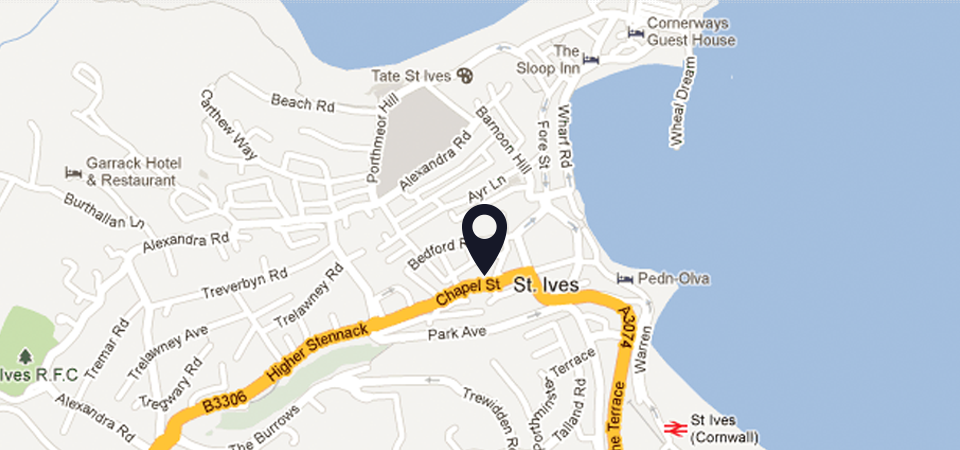 Cornerways
Guest House
The
Sloop Inn
Tate St Ives
Wheal Dream
Beach Rd
Carthew Way
Porthmeor Hill
Barnoon Hill
Fore St
Wharf Rd
Alexandra Rd
Garrack Hotel
& Restaurant
Ayr Ln
Burthallan Ln
Alexandra Rd
Bedford R
Treverbyn Rd
Trelawney Rd
Chapel St
St. Ives
Pedn-Olva
A3074
Higher Stennack
Park Ave
Warren
Tremar Rd
Trelawney Ave
Tregwary Rd
Terrace
Ives R.F.C
B3306
Alexandra Rd
The Burrows
Trewidden R
Porthminster
Talland Rd
ne Terrace
St Ives
(Cornwall)